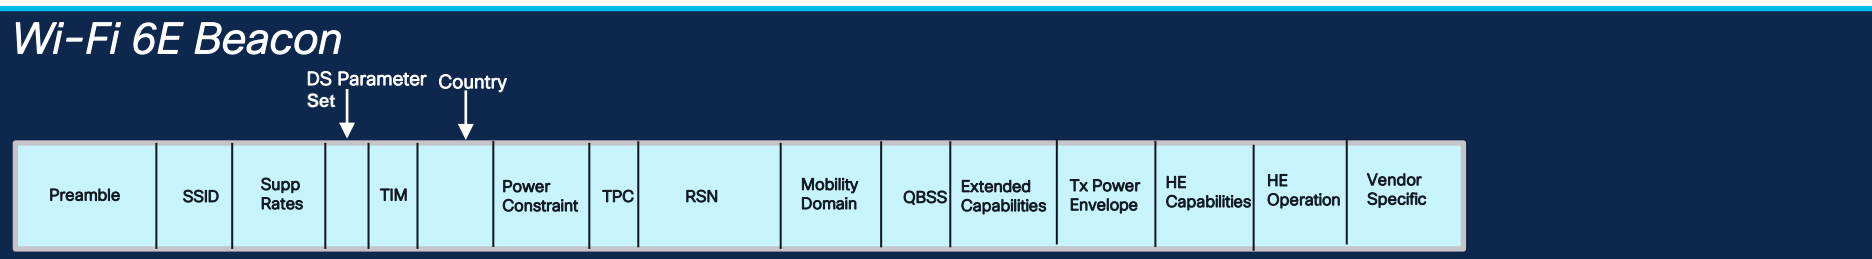 Wi-Fi 6E Beacon
DS Parameter
Set
Country
Preamble
SSID
Supp
Rates
TIM
Power
Constraint
TPC
RSN
Mobility
Domain
QBSS
Extended
Capabilities
Tx Power
Envelope
HE
Capabilities
HE
Operation
Vendor
Specific